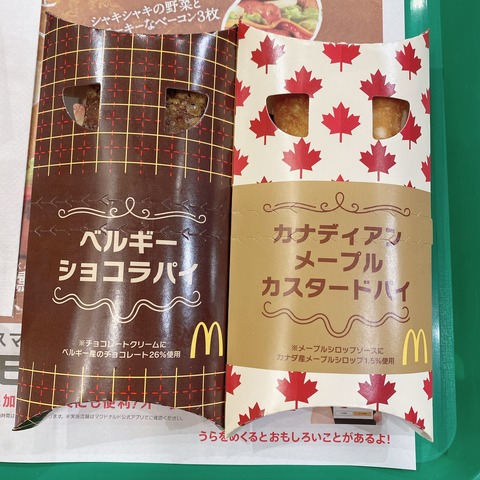 シャキシャキの野菜と
ーなベーコン3枚
ベルギー
ショコラパイ
※チョコレートクリームに
ベルギー産のチョコレート26%使用
カナディアン
メープル
カスタードパイ
※メープルシロップソースに
カナダ産メープルシロップ1.5%使用
うらをめくるとおもしろいことがあるよ!